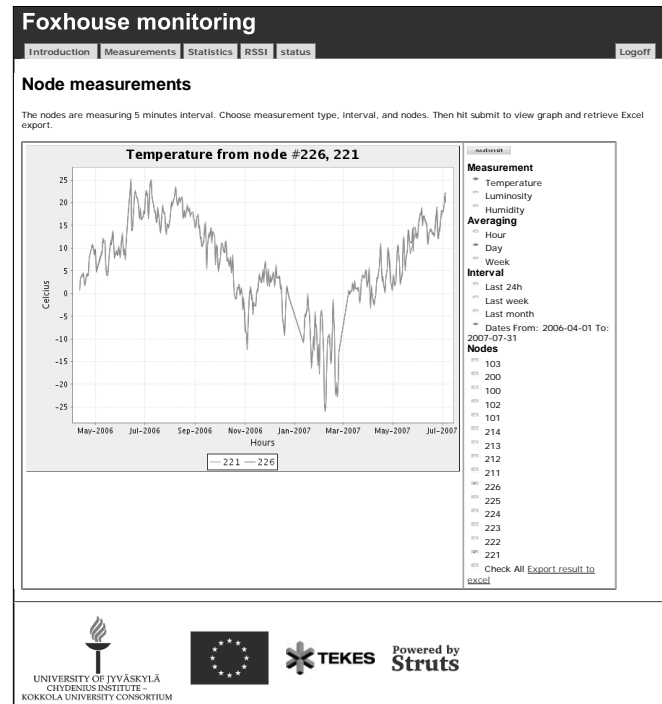 Foxhouse monitoring
Introduction Measurements Statistics RSSI status Logoff
Node measurements
The nodes are measuring 5 minutes interval. Choose measurement type, interval, and nodes. Then hit submit to view graph and retrieve Excel
export.
Temperature from node #226, 221
25
20
15
10
5
0
-5
-10
-15
-20
-25
Celcius
May-2006 Jul-2006 Sep-2006 Nov-2006 Jan-2007 Mar-2007 May-2007 Jul-2007
Hours
221 226
submit
Measurement
Temperature
Luminosity
Humidity
Averaging
Hour
Day
Week
Interval
Last 24h
Last week
Last month
Dates From: 2006-04-01 To:
2007-07-31
Nodes
103
200
100
102
101
214
213
212
211
226
225
224
223
222
221
Check All Export result to
excel
UNIVERSITY OF JYVÄSKYLÄ
CHYDENIUS INSTITUTE –
KOKKOLA UNIVERSITY CONSORTIUM
TEKES
Powered by
Struts